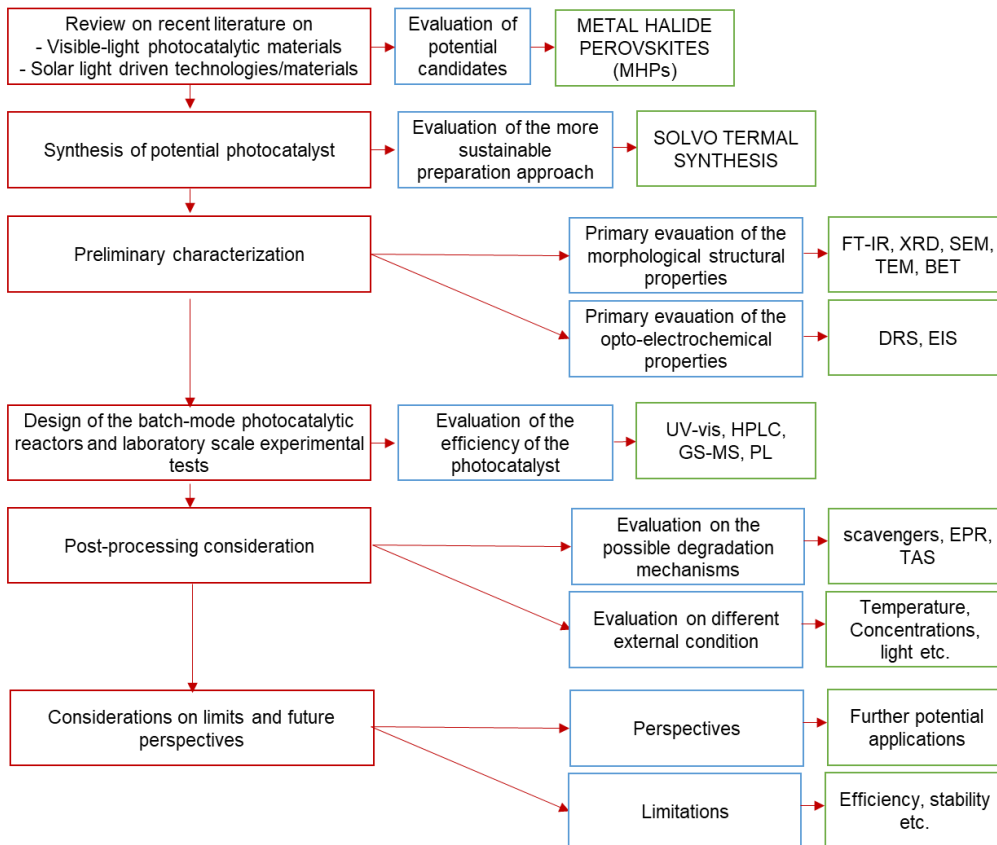 Review on recent literature on
- Visible-light photocatalytic materials
- Solar light driven technologies/materials
Evaluation of
potential
candidates
METAL HALIDE
PEROVSKITES
(MHPs)
Synthesis of potential photocatalyst
Evaluation of the more
sustainable
preparation approach
SOLVO TERMAL
SYNTHESIS
Preliminary characterization
Primary evaluation of the
morphological structural
properties
FT-IR, XRD, SEM,
TEM, BET
Primary evaluation of the
opto-electrochemical
properties
DRS, EIS
Design of the batch-mode photocatalytic
reactors and laboratory scale experimental
tests
Evaluation of the
efficiency of the
photocatalyst
UV-vis, HPLC,
GS-MS, PL
Post-processing consideration
Evaluation on the
possible degradation
mechanisms
scavengers, EPR,
TAS
Evaluation on different
external condition
Temperature,
Concentrations,
light etc.
Considerations on limits and future
perspectives
Perspectives
Further potential
applications
Limitations
Efficiency, stability
etc.